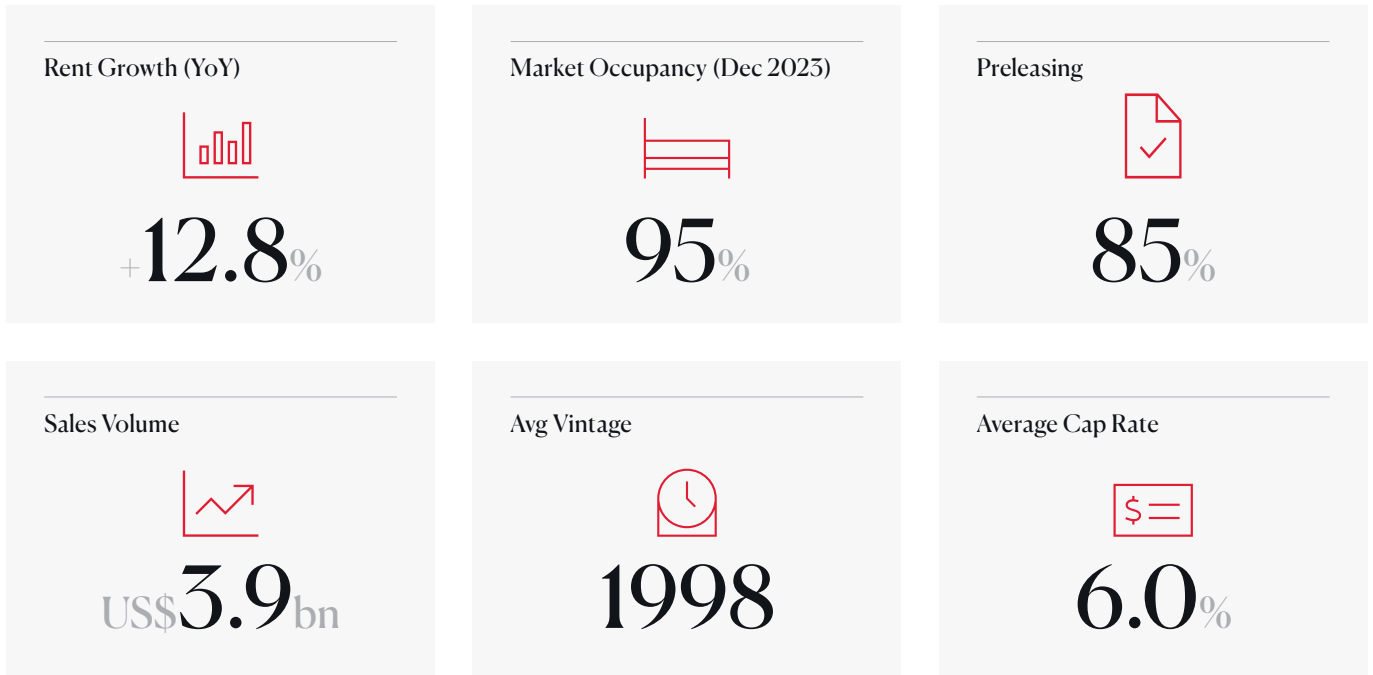 Rent Growth (YoY)
+12.8%
Market Occupancy (Dec 2023)
95%
Preleasing
85%
Sales Volume
US$3.9bn
Avg Vintage
1998
Average Cap Rate
$
6.0%